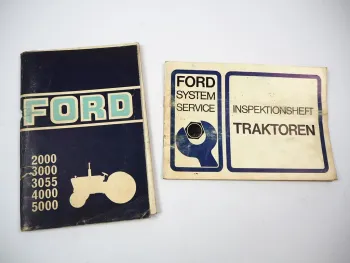 FORD
2000
3000
3055
4000
5000
FORD
SYSTEM
SERVICE
INSPEKTIONSHEFT
TRAKTOREN